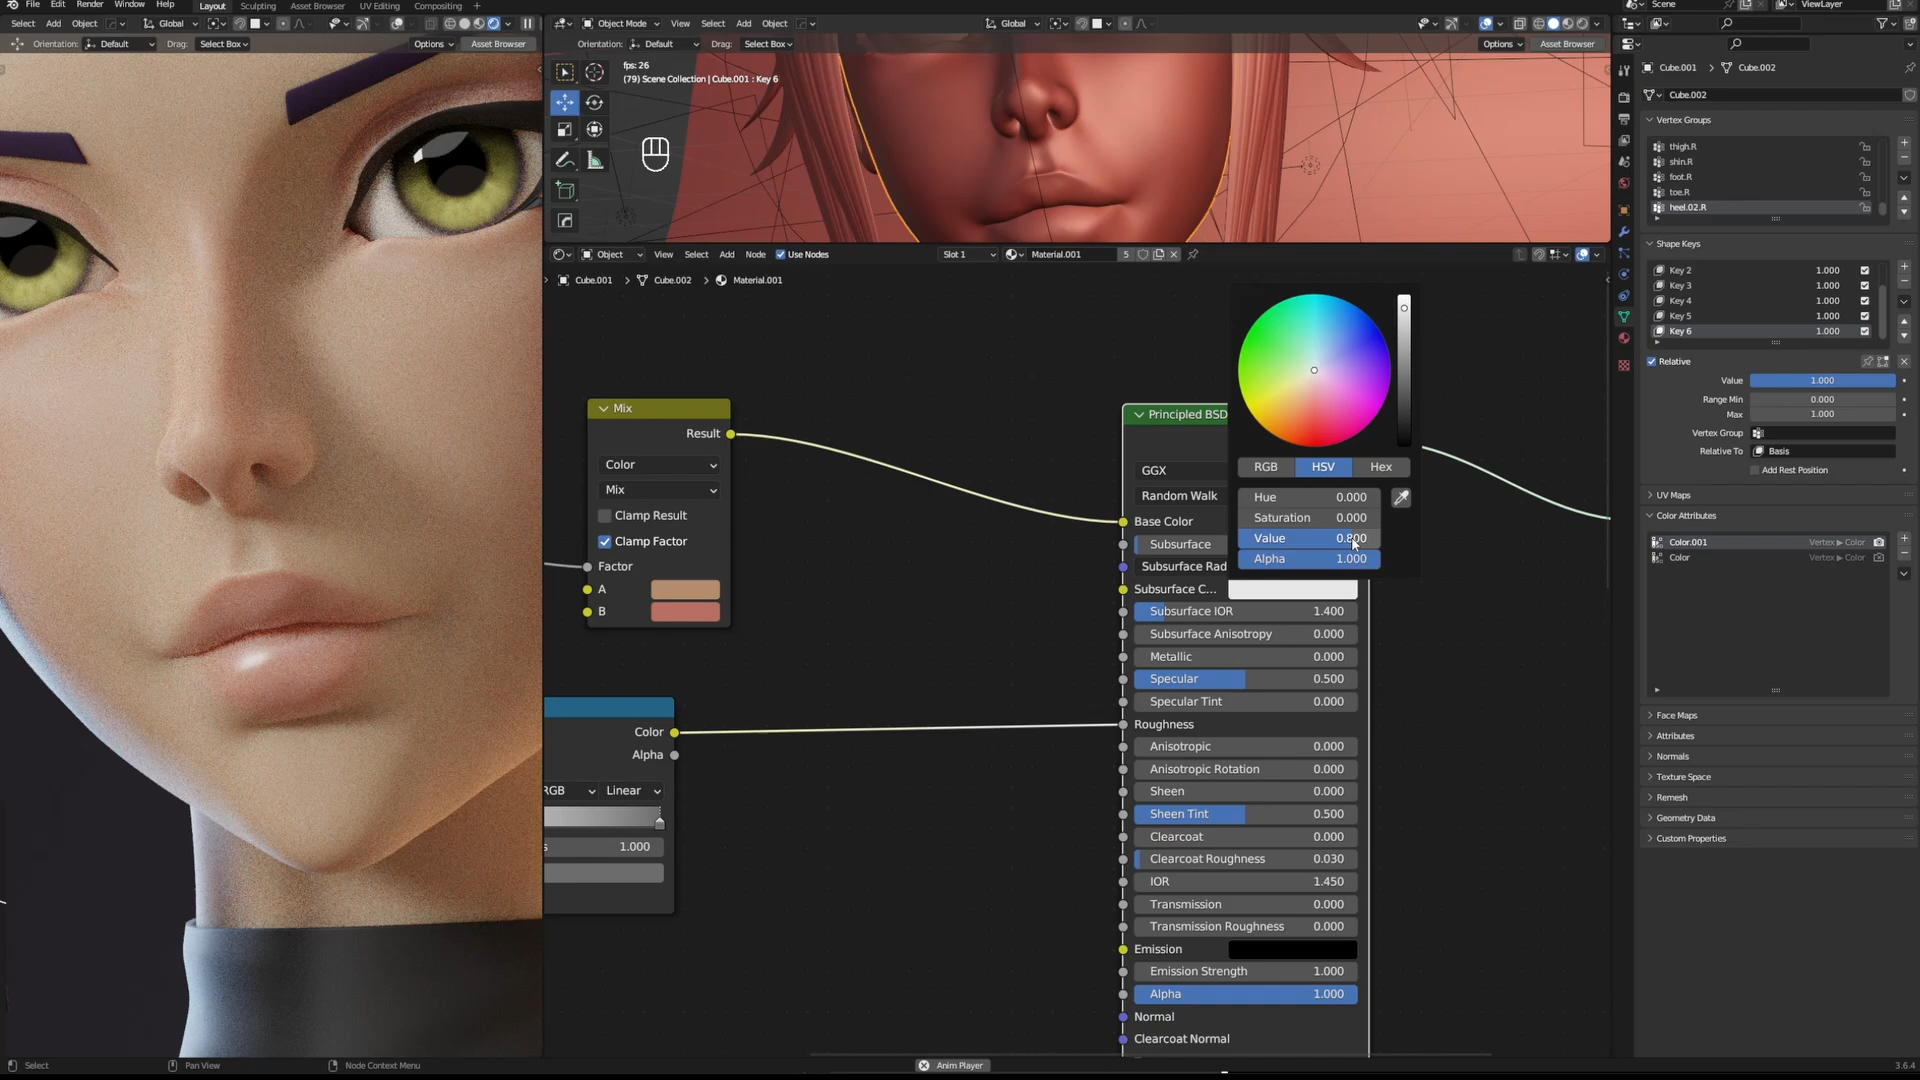 File Edit Render Window Help Layout Sculpting Asset Browser UV Editing Compositing + Scene ViewLayer
Select Add Object Global Object Mode View Select Add Object Global
Orientation: Default Drag: Select Box Options Asset Browser Orientation: Default Drag: Select Box Options Asset Browser
fps: 26
(79) Scene Collection | Cube.001 : Key 6
Object View Select Add Node Use Nodes Slot 1 Material.001 5
Cube.001 > Cube.002 > Material.001
Mix
Result
Color
Mix
Clamp Result
Clamp Factor
Factor
A
B
Color
Alpha
RGB Linear
s 1.000
RGB HSV Hex
Hue 0.000
Saturation 0.000
Value 0.800
Alpha 1.000
Principled BSD
GGX
Random Walk
Base Color
Subsurface
Subsurface Rad
Subsurface C...
Subsurface IOR 1.400
Subsurface Anisotropy 0.000
Metallic 0.000
Specular 0.500
Specular Tint 0.000
Roughness
Anisotropic 0.000
Anisotropic Rotation 0.000
Sheen 0.000
Sheen Tint 0.500
Clearcoat 0.000
Clearcoat Roughness 0.030
IOR 1.450
Transmission 0.000
Transmission Roughness 0.000
Emission
Emission Strength 1.000
Alpha 1.000
Normal
Clearcoat Normal
Cube.001 > Cube.002
Cube.002
Vertex Groups
thigh.R
shin.R
foot.R
toe.R
heel.02.R
Shape Keys
Key 2 1.000
Key 3 1.000
Key 4 1.000
Key 5 1.000
Key 6 1.000
Relative
Value 1.000
Range Min 0.000
Max 1.000
Vertex Group
Relative To Basis
Add Rest Position
UV Maps
Color Attributes
Color.001 Vertex ▶ Color
Color Vertex ▶ Color
Face Maps
Attributes
Normals
Texture Space
Remesh
Geometry Data
Custom Properties
Select Pan View Node Context Menu Anim Player 3.6.4